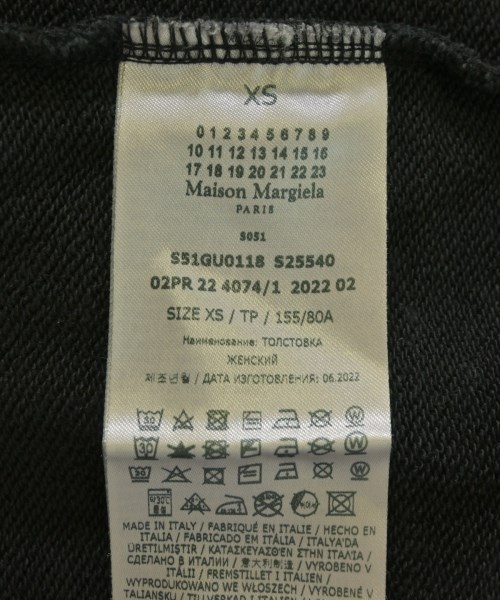 XS
0 1 2 3 4 5 6 7 8 9
10 11 12 13 14 15 16
17 18 19 20 21 22 23
Maison Margiela
PARIS
S051
S51GU0118 S25540
02PR 22 4074/1 2022 02
SIZE XS / TP / 155/80A
Наименование: ТОЛСТОВКА
ЖЕНСКИЙ
제조년월 / ДАТА ИЗГОТОВЛЕНИЯ: 06.2022
MADE IN ITALY / FABRIQUÉ EN ITALIE / HECHO EN
ITALIA / FABRICADO EM ITÁLIA / ITALYA'DA
ÜRETILMIŞTIR / ΚΑΤΑΣΚΕΥΑΣΘΕΝ ΣΤΗΝ ΙΤΑΛΙΑ /
СДЕЛАНО В ИТАЛИИ / 意大利制造 / VYROBENO V
ITÁLII / FREMSTILLET I ITALIEN /
WYPRODUKOWANO WE WŁOSZECH / VYROBENÉ V
TALIANSKU / TILLVERKAD I ITALIEN /